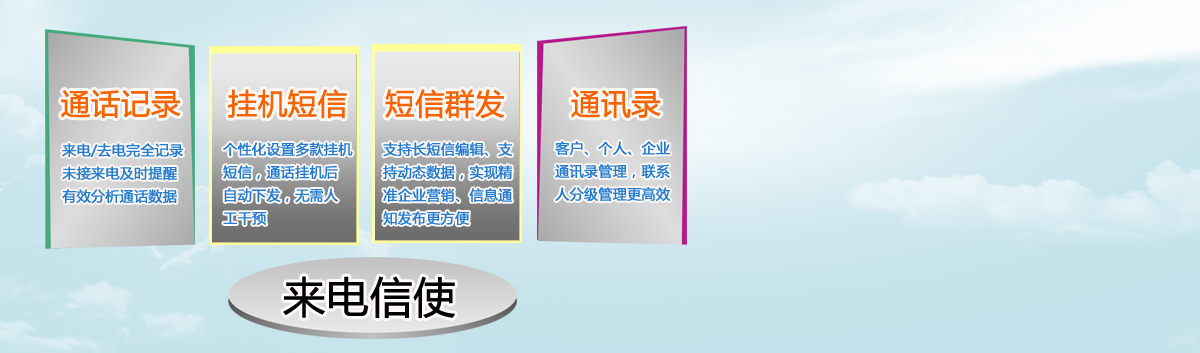 通话记录
来电/去电完全记录
未接来电及时提醒
有效分析通话数据
挂机短信
个性化设置多款挂机
短信，通话挂机后
自动下发，无需人
工干预
短信群发
支持长短信编辑、支
持动态数据，实现精
准企业营销、信息通
知发布更方便
通讯录
客户、个人、企业
通讯录管理，联系
人分级管理更高效
来电信使